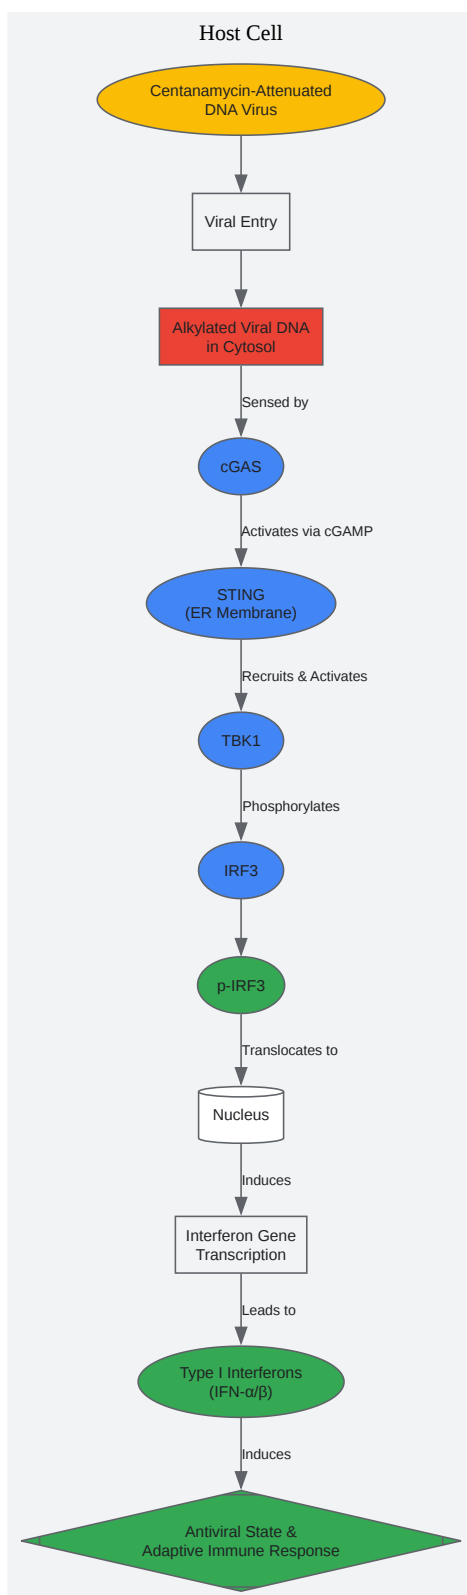 Host Cell
Centanamycin-Attenuated
DNA Virus
Viral Entry
Alkylated Viral DNA
in Cytosol
Sensed by
cGAS
Activates via cGAMP
STING
(ER Membrane)
Recruits & Activates
TBK1
Phosphorylates
IRF3
p-IRF3
Translocates to
Nucleus
Induces
Interferon Gene
Transcription
Leads to
Type I Interferons
(IFN-α/β)
Induces
Antiviral State &
Adaptive Immune Response